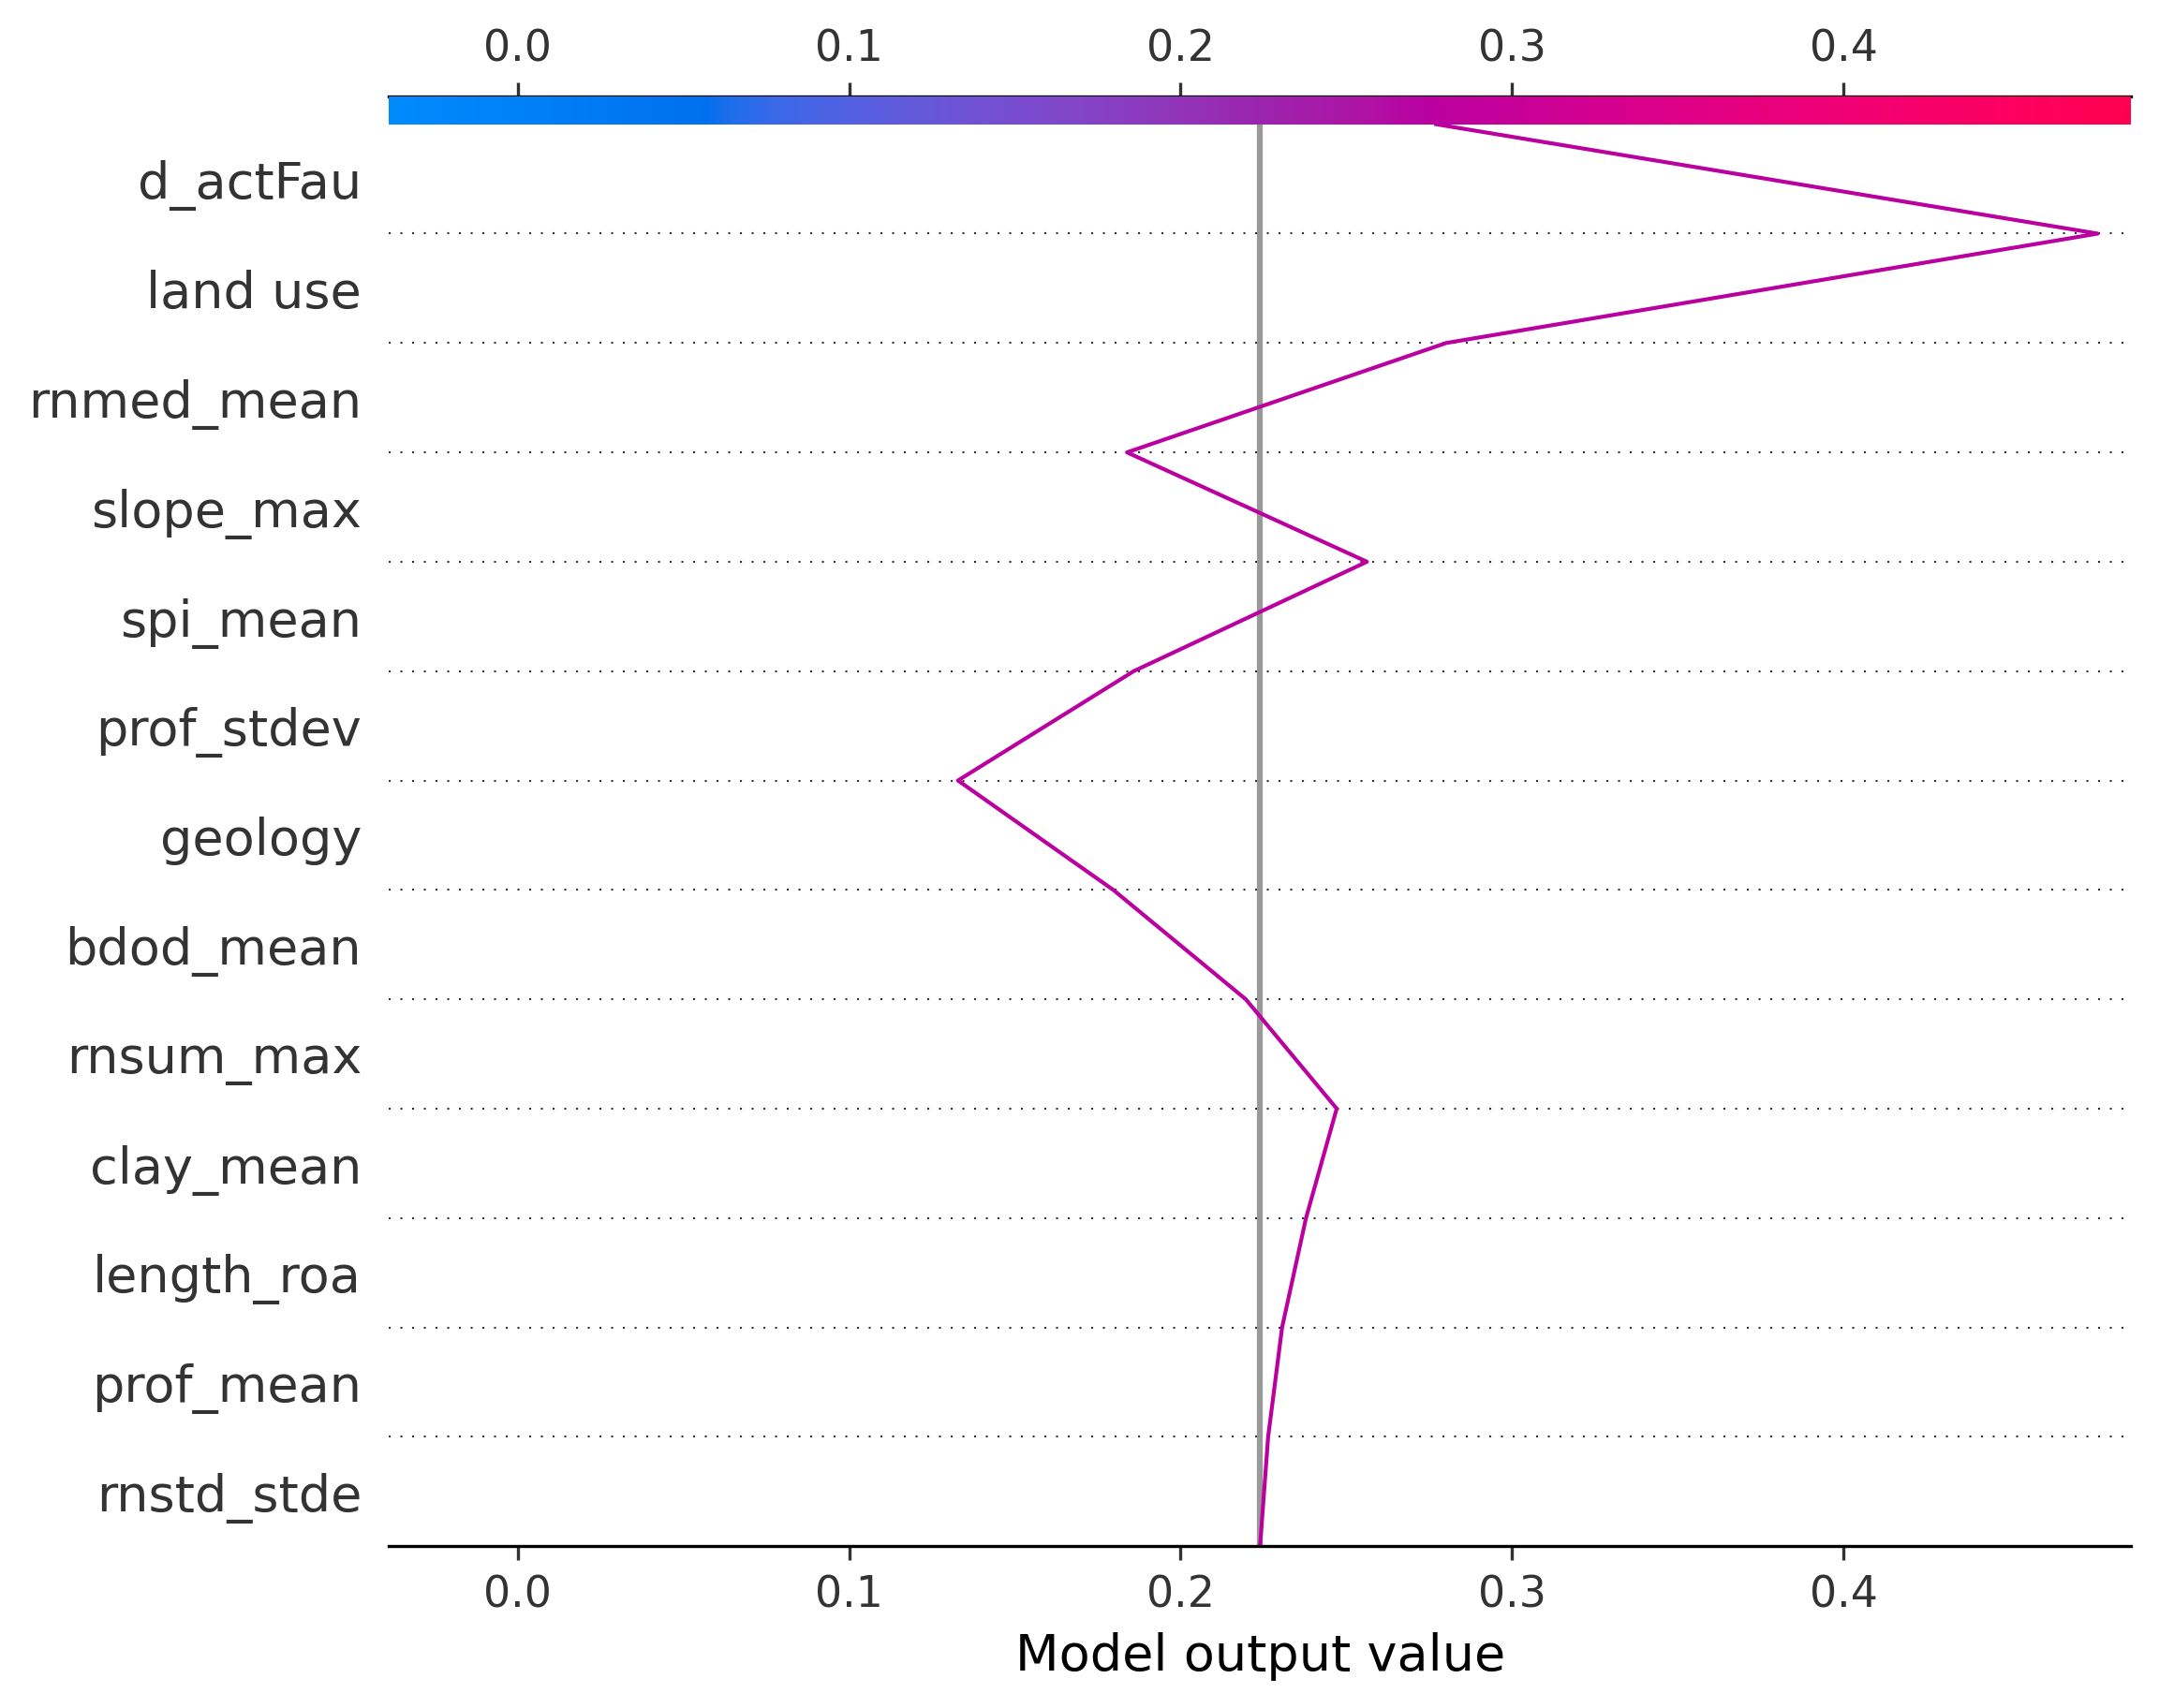 0.0 0.1 0.2 0.3 0.4
d_actFau
land use
rnmed_mean
slope_max
spi_mean
prof_stdev
geology
bdod_mean
rnsum_max
clay_mean
length_roa
prof_mean
rnstd_stde
0.0 0.1 0.2 0.3 0.4
Model output value